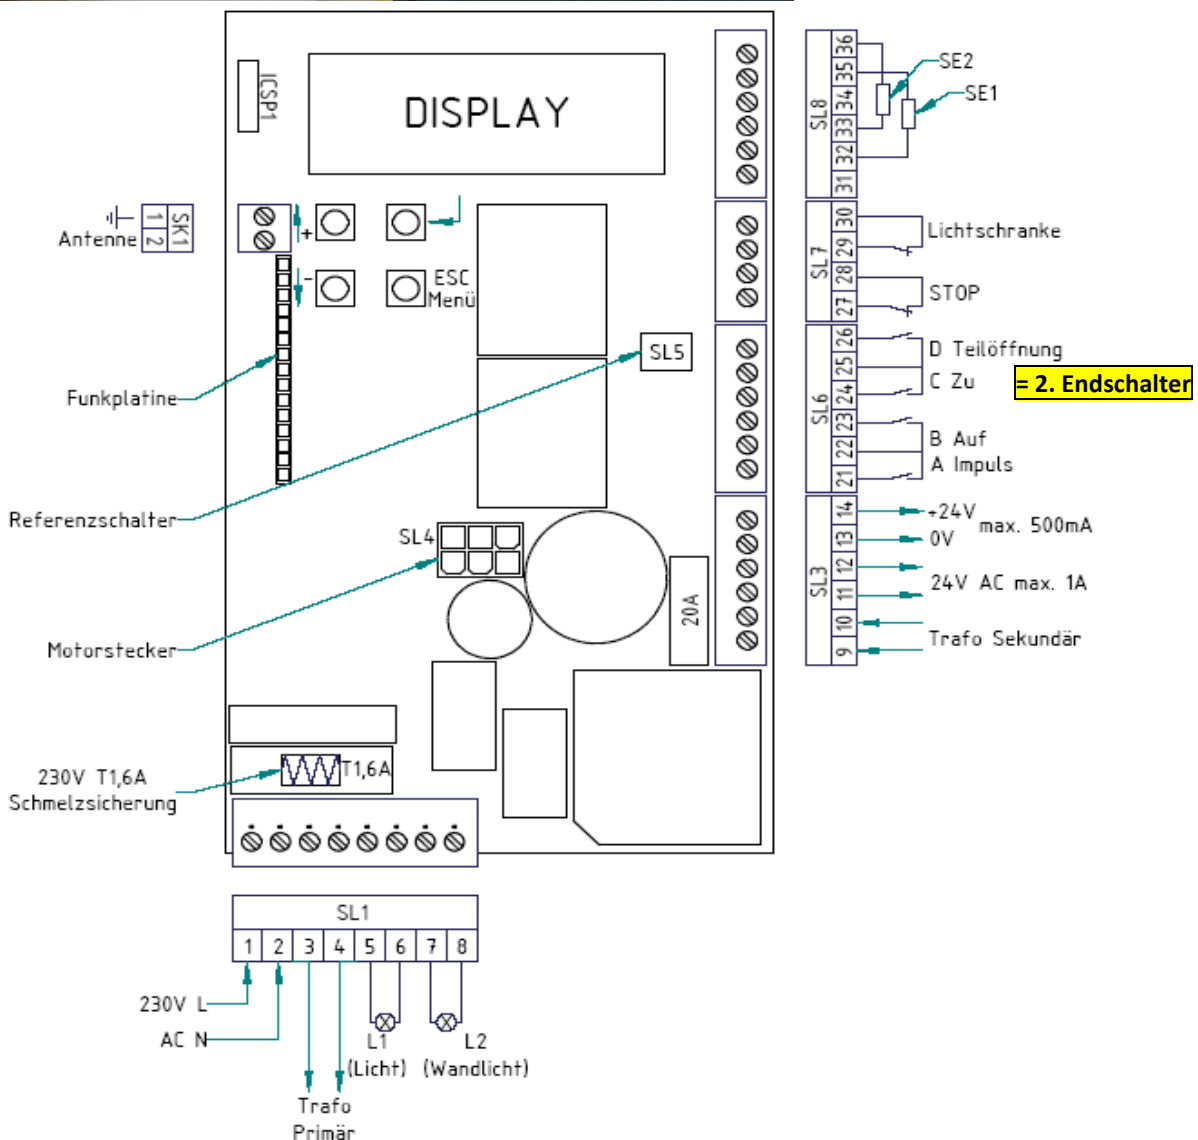 ICSP1
DISPLAY
SK1
1
2
Antenne
+
-
ESC
Menü
SL5
Funkplatine
Referenzschalter
SL4
Motorstecker
20A
230V T1,6A
Schmelzsicherung
T1,6A
SL8
36
35
34
33
32
31
SE2
SE1
SL7
30
29
28
27
Lichtschranke
STOP
SL6
26
25
24
23
22
21
D Teilöffnung
C Zu
= 2. Endschalter
B Auf
A Impuls
SL3
14
13
12
11
10
9
+24V
max. 500mA
0V
24V AC max. 1A
Trafo Sekundär
SL1
1 2 3 4 5 6 7 8
230V L
AC N
L1
(Licht)
L2
(Wandlicht)
Trafo
Primär